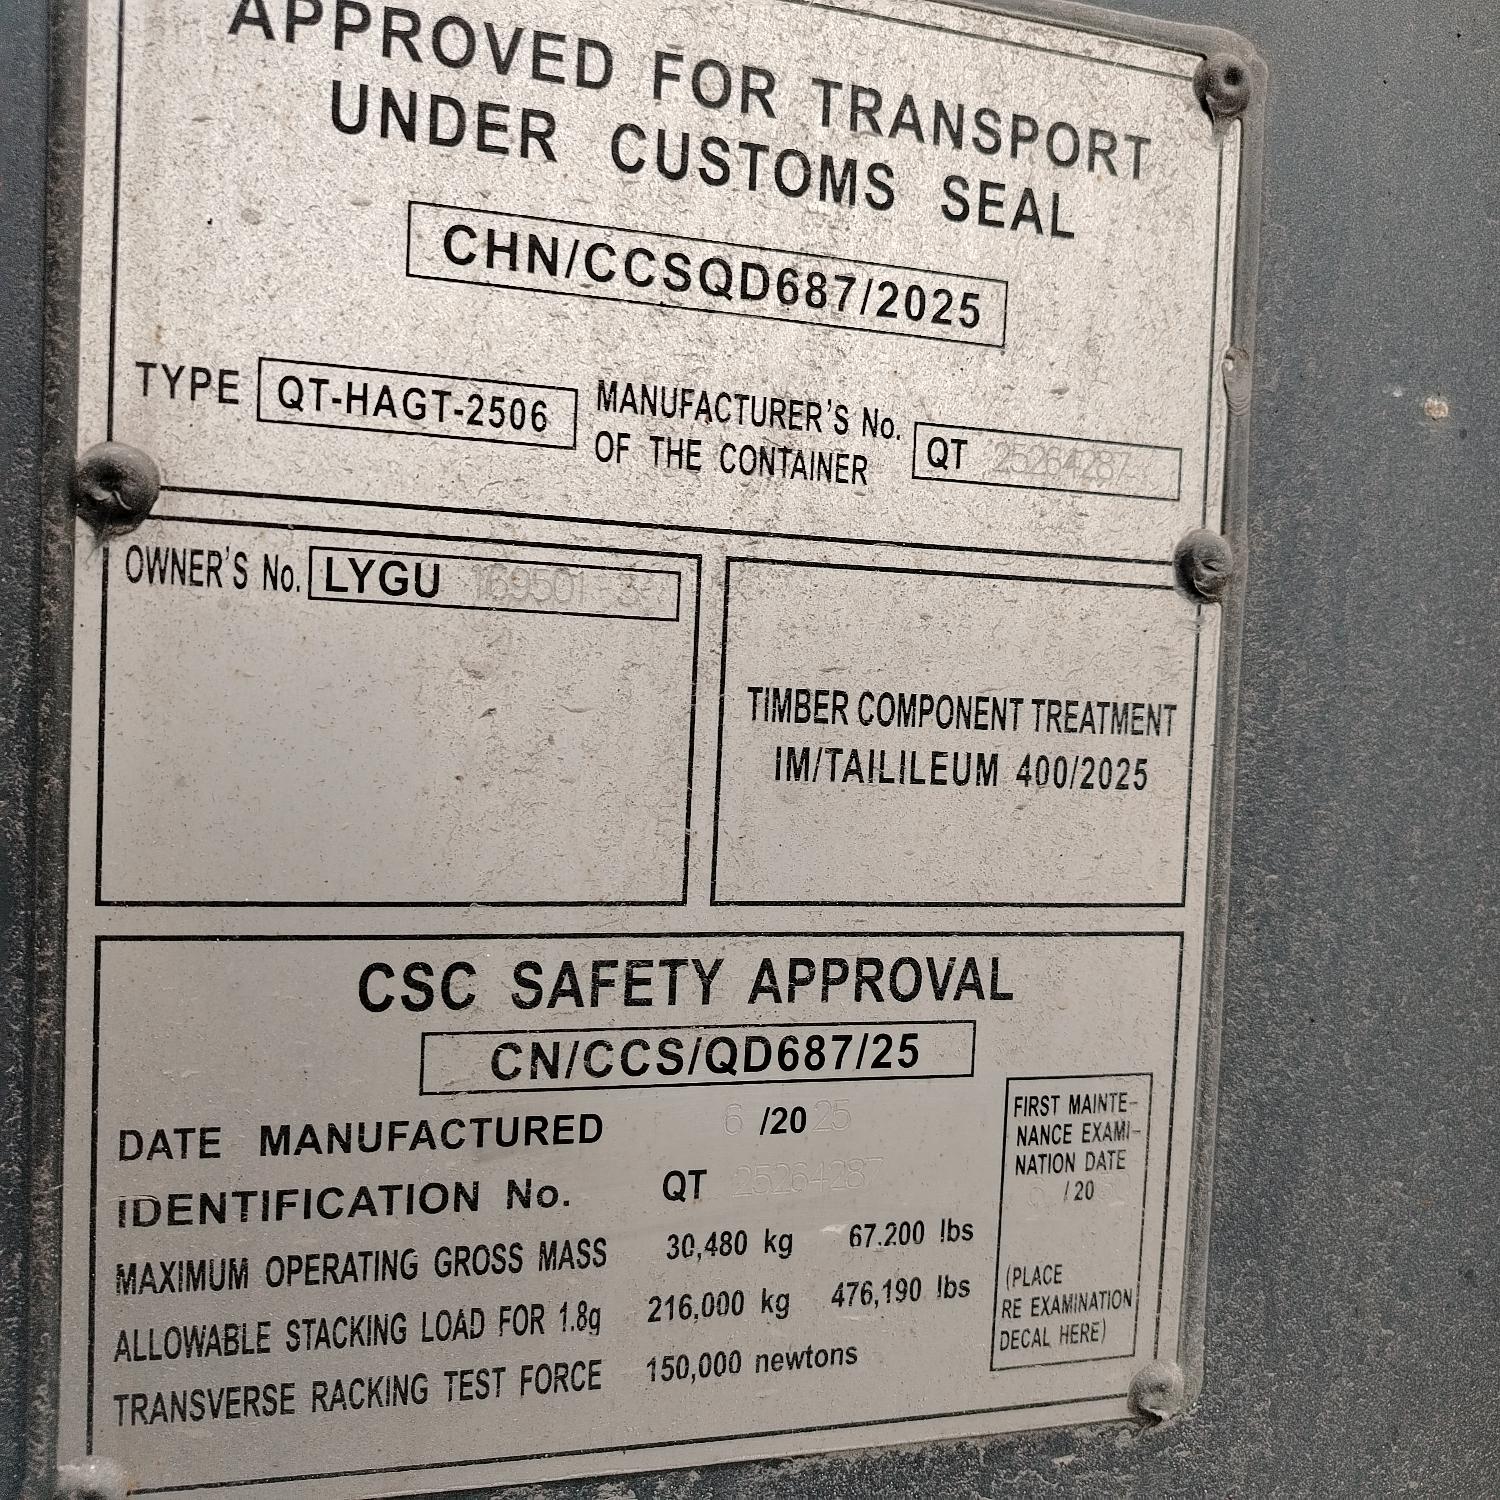 APPROVED FOR TRANSPORT
UNDER CUSTOMS SEAL
CHN/CCSQD687/2025
TYPE QT-HAGT-2506 MANUFACTURER'S No. OF THE CONTAINER QT 25264287
OWNER'S No. LYGU 169501 3
TIMBER COMPONENT TREATMENT
IM/TAILILEUM 400/2025
CSC SAFETY APPROVAL
CN/CCS/QD687/25
DATE MANUFACTURED 6 /20 25
IDENTIFICATION No. QT 25264287
MAXIMUM OPERATING GROSS MASS 30,480 kg 67.200 lbs
ALLOWABLE STACKING LOAD FOR 1.8g 216,000 kg 476,190 lbs
TRANSVERSE RACKING TEST FORCE 150,000 newtons
FIRST MAINTE-
NANCE EXAMI-
NATION DATE
/20
(PLACE
RE EXAMINATION
DECAL HERE)